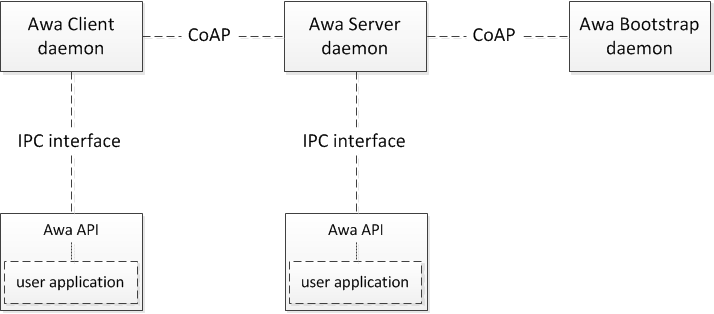 Awa Client
daemon
CoAP
Awa Server
daemon
CoAP
Awa Bootstrap
daemon
IPC interface
IPC interface
Awa API
user application
Awa API
user application